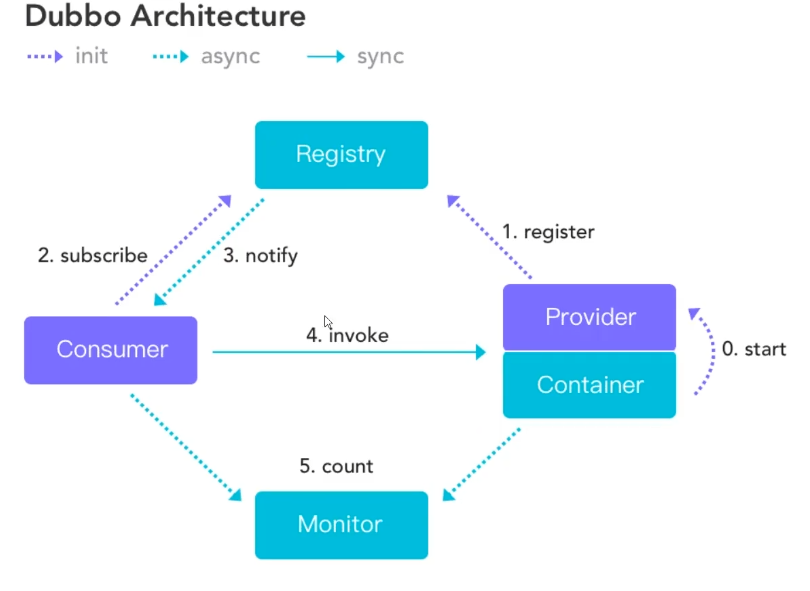 Dubbo Architecture
init async sync
Registry
1. register
2. subscribe
3. notify
Provider
4. invoke
Consumer
0. start
Container
5. count
Monitor